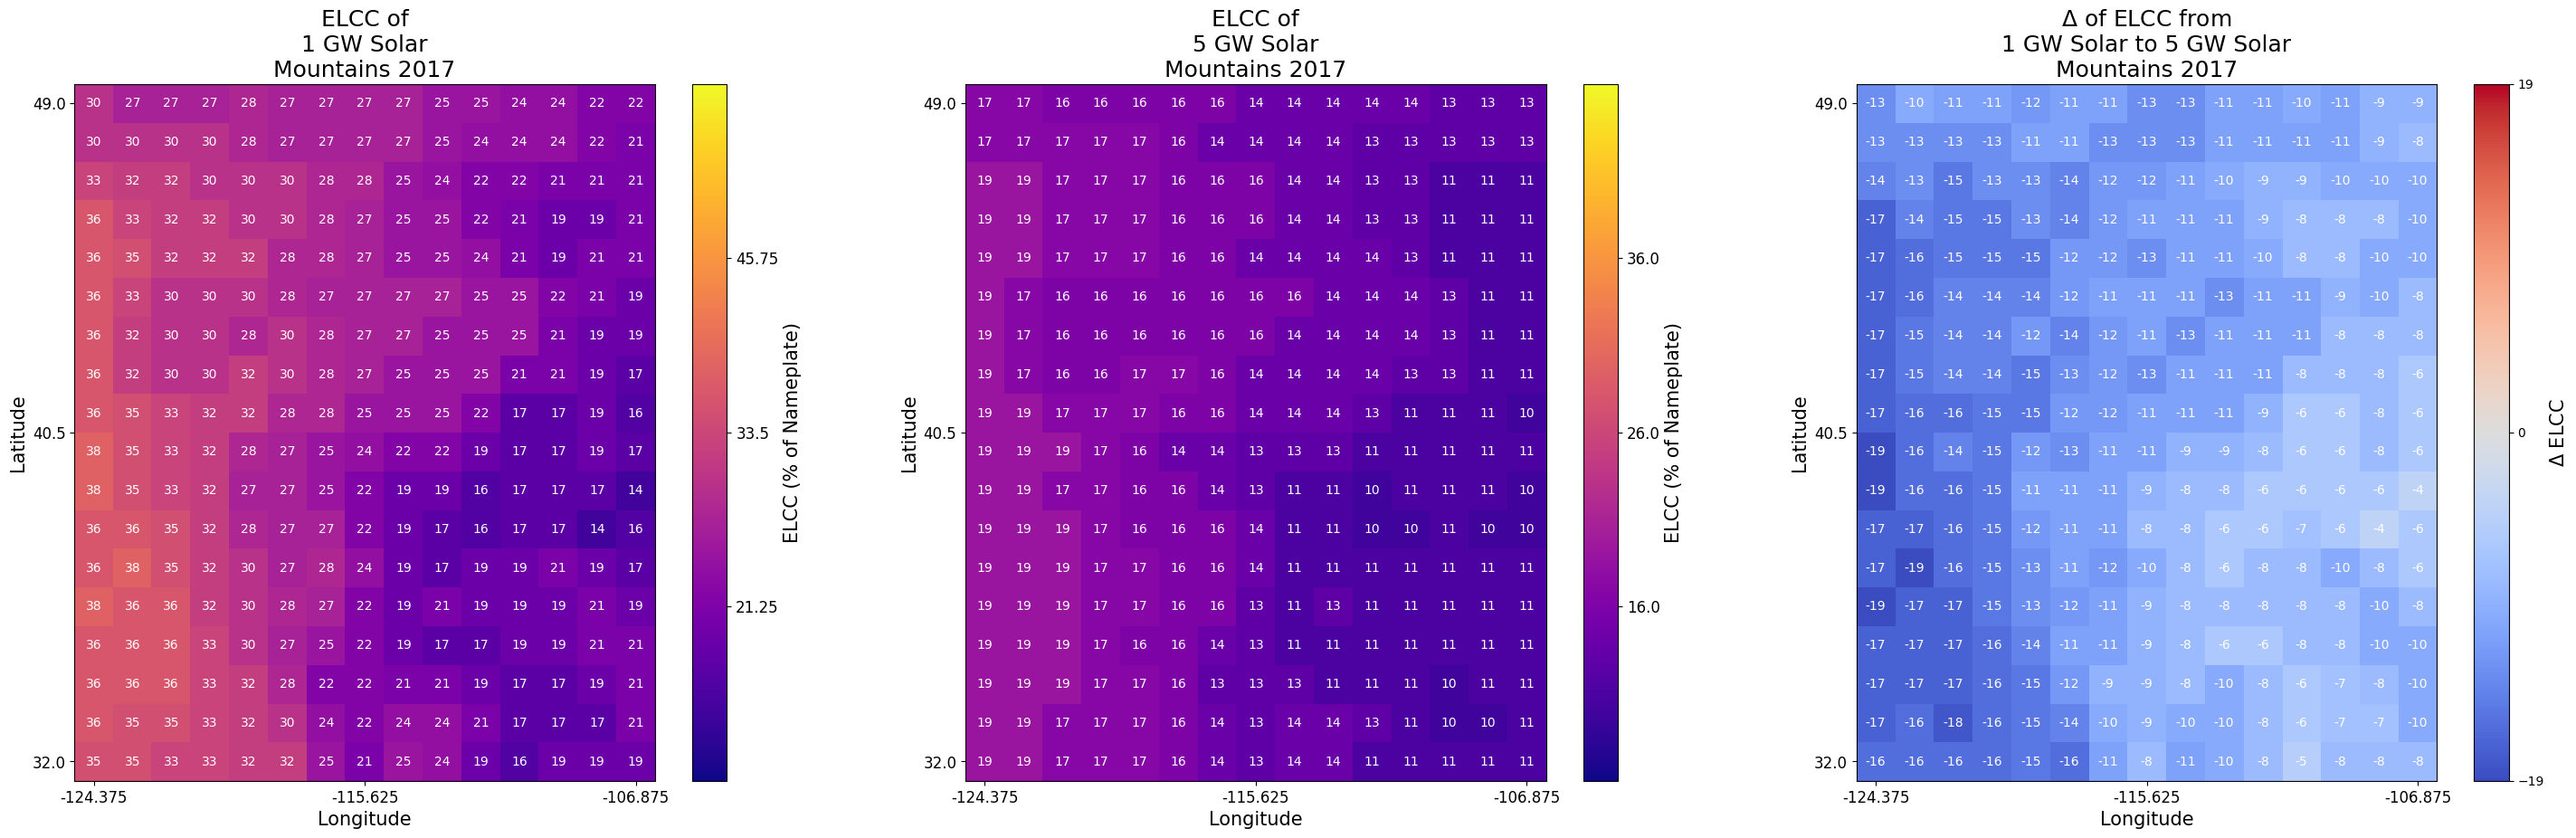 ELCC of
1 GW Solar
Mountains 2017
49.0
40.5
32.0
Latitude
30 27 27 27 28 27 27 27 27 25 25 24 24 22 22
30 30 30 30 28 27 27 27 27 25 24 24 24 22 21
33 32 32 30 30 30 28 28 25 24 22 22 21 21 21
36 33 32 32 30 30 28 27 25 25 22 21 19 19 21
36 35 32 32 32 28 28 27 25 25 24 21 19 21 21
36 33 30 30 30 28 27 27 27 27 25 25 22 21 19
36 32 30 30 28 30 28 27 27 25 25 25 21 19 19
36 32 30 30 32 30 28 27 25 25 25 21 21 19 17
36 35 33 32 32 28 28 25 25 25 22 17 17 19 16
38 35 33 32 28 27 25 24 22 22 19 17 17 19 17
38 35 33 32 27 27 25 22 19 19 16 17 17 17 14
36 36 35 32 28 27 27 22 19 17 16 17 17 14 16
36 38 35 32 30 27 28 24 19 17 19 19 21 19 17
38 36 36 32 30 28 27 22 19 21 19 19 19 21 19
36 36 36 33 30 27 25 22 19 17 17 19 19 21 21
36 36 36 33 32 28 22 22 21 21 19 17 17 19 21
36 35 35 33 32 30 24 22 24 24 21 17 17 17 21
35 35 33 33 32 32 25 21 25 24 19 16 19 19 19
-124.375 -115.625 -106.875
Longitude
45.75
33.5
21.25
ELCC (% of Nameplate)
ELCC of
5 GW Solar
Mountains 2017
49.0
40.5
32.0
Latitude
17 17 16 16 16 16 16 14 14 14 14 14 13 13 13
17 17 17 17 17 16 14 14 14 14 13 13 13 13 13
19 19 17 17 17 16 16 16 14 14 13 13 11 11 11
19 19 17 17 17 16 16 16 14 14 13 13 11 11 11
19 19 17 17 17 16 16 14 14 14 14 13 11 11 11
19 17 16 16 16 16 16 16 16 14 14 14 13 11 11
19 17 16 16 16 16 16 16 14 14 14 14 13 11 11
19 17 16 16 17 17 16 14 14 14 14 13 13 11 11
19 19 17 17 17 16 16 14 14 14 13 11 11 11 10
19 19 19 17 16 14 14 13 13 13 11 11 11 11 11
19 19 17 17 16 16 14 13 11 11 10 11 11 11 10
19 19 19 17 16 16 16 14 11 11 10 10 11 10 10
19 19 19 17 17 16 16 14 11 11 11 11 11 11 11
19 19 19 17 17 16 16 13 11 13 11 11 11 11 11
19 19 19 17 16 16 14 13 11 11 11 11 11 11 11
19 19 19 17 17 16 13 13 13 11 11 11 10 11 11
19 19 17 17 17 16 14 13 14 14 13 11 10 10 11
19 19 17 17 17 16 14 13 14 14 11 11 11 11 11
-124.375 -115.625 -106.875
Longitude
36.0
26.0
16.0
ELCC (% of Nameplate)
Δ of ELCC from
1 GW Solar to 5 GW Solar
Mountains 2017
49.0
40.5
32.0
Latitude
-13 -10 -11 -11 -12 -11 -11 -13 -13 -11 -11 -10 -11 -9 -9
-13 -13 -13 -13 -11 -11 -13 -13 -13 -11 -11 -11 -11 -9 -8
-14 -13 -15 -13 -13 -14 -12 -12 -11 -10 -9 -9 -10 -10 -10
-17 -14 -15 -15 -13 -14 -12 -11 -11 -11 -9 -8 -8 -8 -10
-17 -16 -15 -15 -15 -12 -12 -13 -11 -11 -10 -8 -8 -10 -10
-17 -16 -14 -14 -14 -12 -11 -11 -11 -13 -11 -11 -9 -10 -8
-17 -15 -14 -14 -12 -14 -12 -11 -13 -11 -11 -11 -8 -8 -8
-17 -15 -14 -14 -15 -13 -12 -13 -11 -11 -11 -8 -8 -8 -6
-17 -16 -16 -15 -15 -12 -12 -11 -11 -11 -9 -6 -6 -8 -6
-19 -16 -14 -15 -12 -13 -11 -11 -9 -9 -8 -6 -6 -8 -6
-19 -16 -16 -15 -11 -11 -11 -9 -8 -8 -6 -6 -6 -6 -4
-17 -17 -16 -15 -12 -11 -11 -8 -8 -6 -6 -7 -6 -4 -6
-17 -19 -16 -15 -13 -11 -12 -10 -8 -6 -8 -8 -10 -8 -6
-19 -17 -17 -15 -13 -12 -11 -9 -8 -8 -8 -8 -8 -10 -8
-17 -17 -17 -16 -14 -11 -11 -9 -8 -6 -6 -8 -8 -10 -10
-17 -17 -17 -16 -15 -12 -9 -9 -8 -10 -8 -6 -7 -8 -10
-17 -16 -18 -16 -15 -14 -10 -9 -10 -10 -8 -6 -7 -7 -10
-16 -16 -16 -16 -15 -16 -11 -8 -11 -10 -8 -5 -8 -8 -8
-124.375 -115.625 -106.875
Longitude
19
0
−19
Δ ELCC